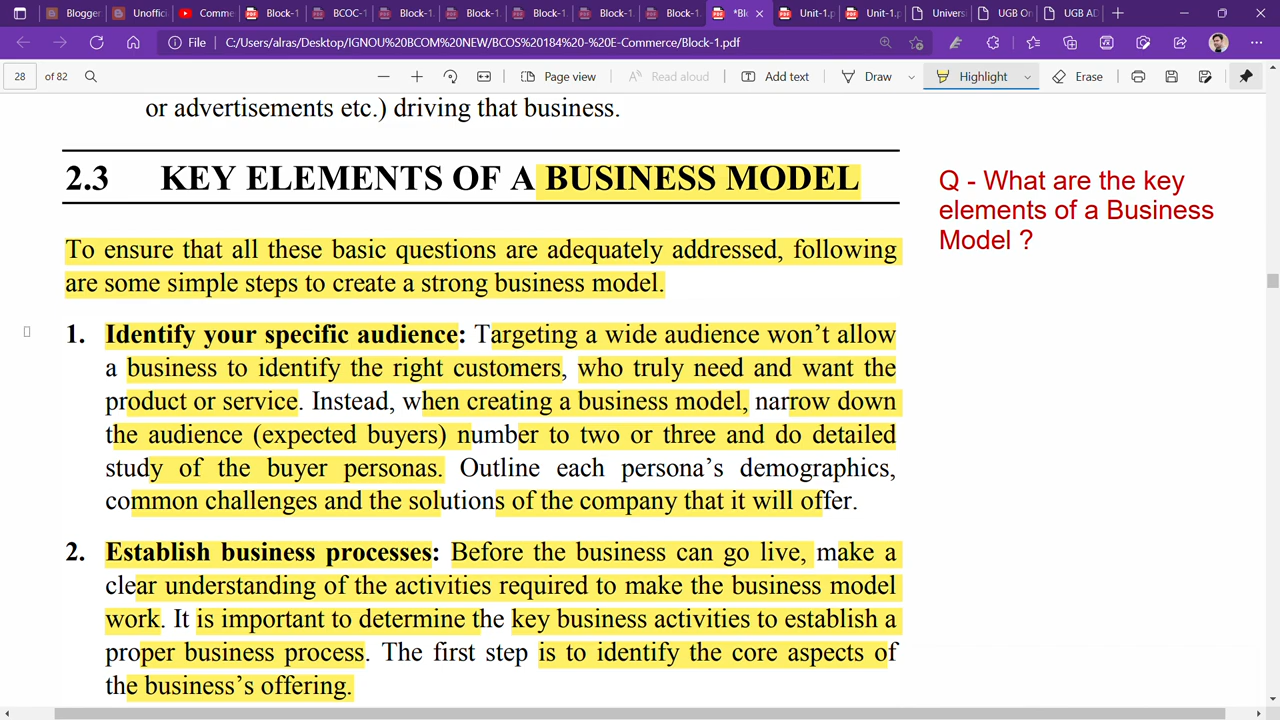 Blogger
Unoffici
Comme
Block-1
BCOC-1
Block-1.
Block-1.
Block-1.
Block-1.
Block-1.
*Blo
Unit-1.p
Unit-1.p
Univers
UGB On
UGB AD
File | C:/Users/alras/Desktop/IGNOU%20BCOM%20NEW/BCOS%20184%20-%20E-Commerce/Block-1.pdf
28 of 82
Page view
Read aloud
Add text
Draw
Highlight
Erase
or advertisements etc.) driving that business.
2.3 KEY ELEMENTS OF A BUSINESS MODEL
Q - What are the key
elements of a Business
Model ?
To ensure that all these basic questions are adequately addressed, following
are some simple steps to create a strong business model.
1. Identify your specific audience: Targeting a wide audience won’t allow
a business to identify the right customers, who truly need and want the
product or service. Instead, when creating a business model, narrow down
the audience (expected buyers) number to two or three and do detailed
study of the buyer personas. Outline each persona’s demographics,
common challenges and the solutions of the company that it will offer.
2. Establish business processes: Before the business can go live, make a
clear understanding of the activities required to make the business model
work. It is important to determine the key business activities to establish a
proper business process. The first step is to identify the core aspects of
the business’s offering.